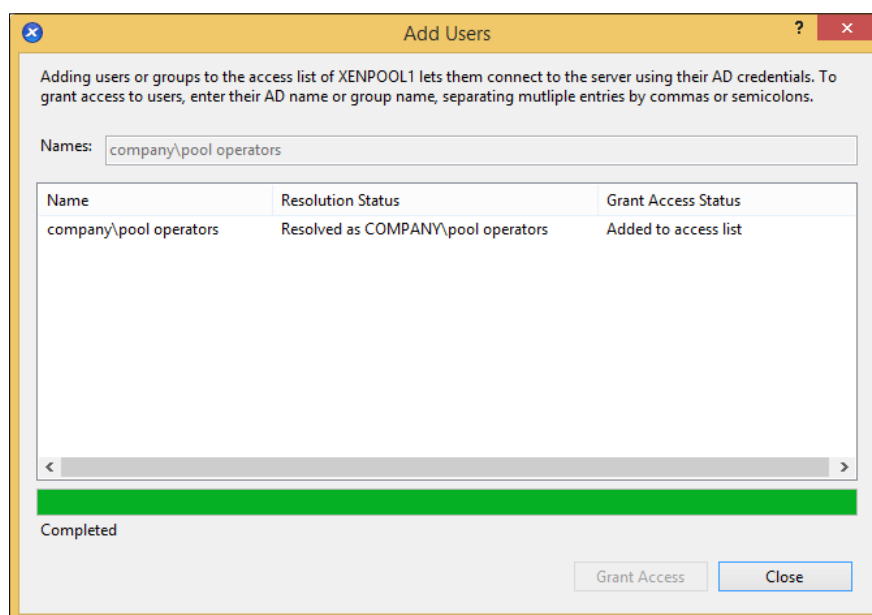 Add Users
?
×
Adding users or groups to the access list of XENPOOL1 lets them connect to the server using their AD credentials. To
grant access to users, enter their AD name or group name, separating mutliple entries by commas or semicolons.
Names: company\pool operators
Name Resolution Status Grant Access Status
company\pool operators Resolved as COMPANY\pool operators Added to access list
Completed
Grant Access Close